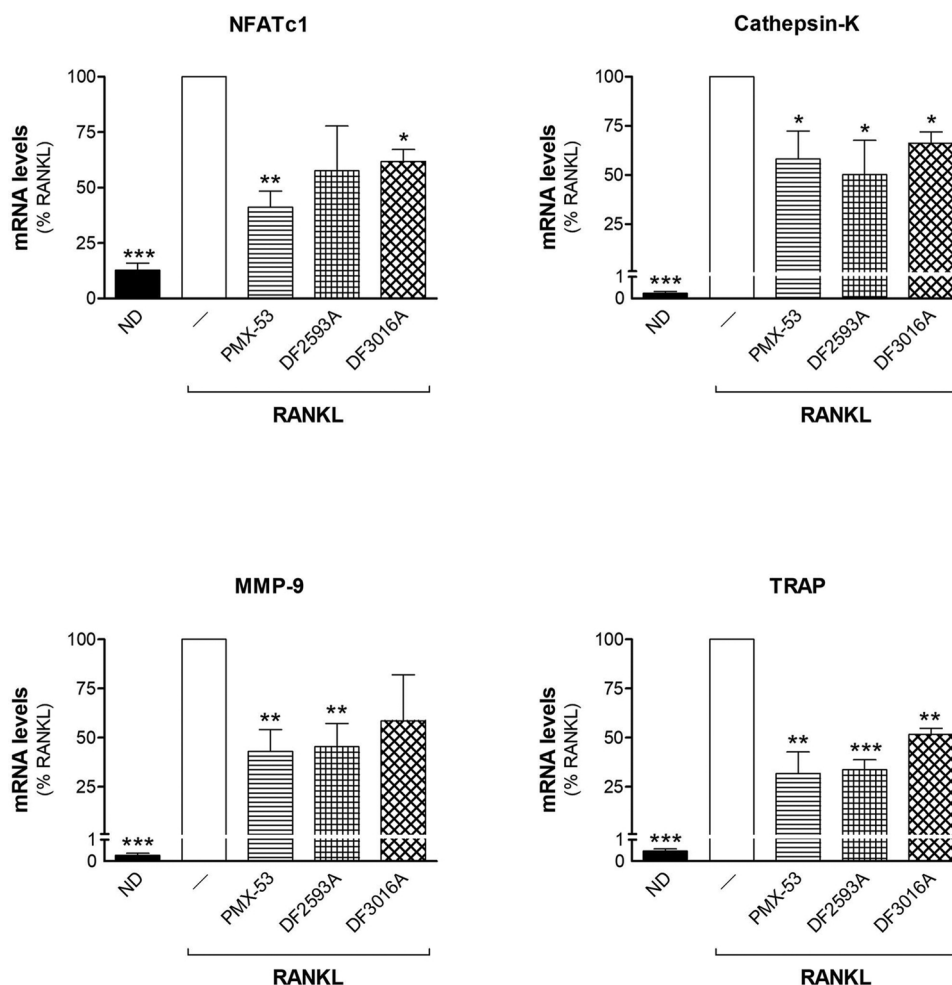 NFATc1
mRNA levels
(% RANKL)
100
75
50
25
0
***
**
*
ND
—
PMX-53
DF2593A
DF3016A
RANKL
Cathepsin-K
mRNA levels
(% RANKL)
100
75
50
25
1
0
***
*
*
*
ND
—
PMX-53
DF2593A
DF3016A
RANKL
MMP-9
mRNA levels
(% RANKL)
100
75
50
25
1
0
***
**
**
ND
—
PMX-53
DF2593A
DF3016A
RANKL
TRAP
mRNA levels
(% RANKL)
100
75
50
25
1
0
***
**
***
**
ND
—
PMX-53
DF2593A
DF3016A
RANKL